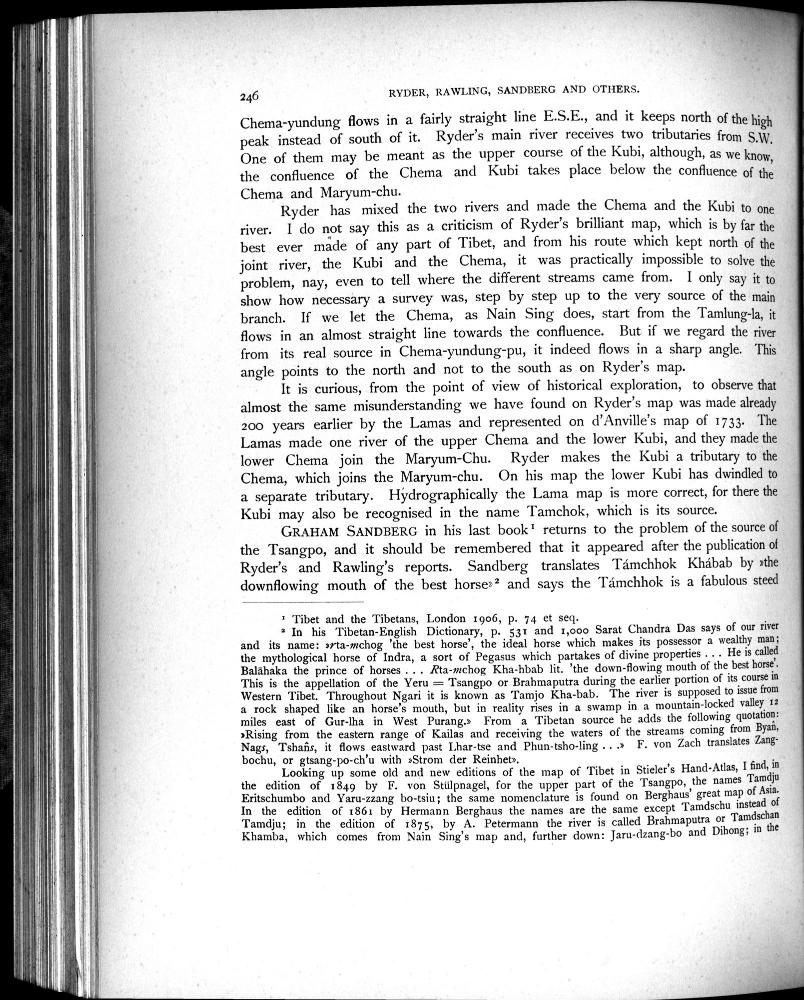 246
RYDER, RAWLING, SANDBERG AND OTHERS.
Chema-yundung flows in a fairly straight line E.S.E., and it keeps north of the high
peak instead of south of it. Ryder's main river receives two tributaries from S.W.
One of them may be meant as the upper course of the Kubi, although, as we know,
the confluence of the Chema and Kubi takes place below the confluence of the
Chema and Maryum-chu.
Ryder has mixed the two rivers and made the Chema and the Kubi to one
river. I do not say this as a criticism of Ryder's brilliant map, which is by far the
best ever made of any part of Tibet, and from his route which kept north of the
joint river, the Kubi and the Chema, it was practically impossible to solve the
problem, nay, even to tell where the different streams came from. I only say it to
show how necessary a survey was, step by step up to the very source of the main
branch. If we let the Chema, as Nain Sing does, start from the Tamlung-la, it
flows in an almost straight line towards the confluence. But if we regard the river
from its real source in Chema-yundung-pu, it indeed flows in a sharp angle. This
angle points to the north and not to the south as on Ryder's map.
It is curious, from the point of view of historical exploration, to observe that
almost the same misunderstanding we have found on Ryder's map was made already
200 years earlier by the Lamas and represented on d'Anville's map of 1733. The
Lamas made one river of the upper Chema and the lower Kubi, and they made the
lower Chema join the Maryum-Chu. Ryder makes the Kubi a tributary to the
Chema, which joins the Maryum-chu. On his map the lower Kubi has dwindled to
a separate tributary. Hydrographically the Lama map is more correct, for there the
Kubi may also be recognised in the name Tamchok, which is its source.
GRAHAM SANDBERG in his last book¹ returns to the problem of the source of
the Tsangpo, and it should be remembered that it appeared after the publication of
Ryder's and Rawling's reports. Sandberg translates Támchhok Khábab by »the
downflowing mouth of the best horse»² and says the Támchhok is a fabulous steed
¹ Tibet and the Tibetans, London 1906, p. 74 et seq.
² In his Tibetan-English Dictionary, p. 531 and 1,000 Sarat Chandra Das says of our river
and its name: »rta-mchog 'the best horse', the ideal horse which makes its possessor a wealthy man;
the mythological horse of Indra, a sort of Pegasus which partakes of divine properties . . . He is called
Balāhaka the prince of horses . . . Rta-mchog Kha-hbab lit. 'the down-flowing mouth of the best horse'.
This is the appellation of the Yeru = Tsangpo or Brahmaputra during the earlier portion of its course in
Western Tibet. Throughout Ngari it is known as Tamjo Kha-bab. The river is supposed to issue from
a rock shaped like an horse's mouth, but in reality rises in a swamp in a mountain-locked valley 12
miles east of Gur-lha in West Purang.» From a Tibetan source he adds the following quotation:
»Rising from the eastern range of Kailas and receiving the waters of the streams coming from Byañ,
Nags, Tshañs, it flows eastward past Lhar-tse and Phun-tsho-ling . . .» F. von Zach translates Zang-
bochu, or gtsang-po-ch'u with »Strom der Reinhet».
Looking up some old and new editions of the map of Tibet in Stieler's Hand-Atlas, I find, in
the edition of 1849 by F. von Stülpnagel, for the upper part of the Tsangpo, the names Tamdju
Eritschumbo and Yaru-zzang bo-tsiu; the same nomenclature is found on Berghaus' great map of Asia.
In the edition of 1861 by Hermann Berghaus the names are the same except Tamdschu instead of
Tamdju; in the edition of 1875, by A. Petermann the river is called Brahmaputra or Tamdschan
Khamba, which comes from Nain Sing's map and, further down: Jaru-dzang-bo and Dihong; in the